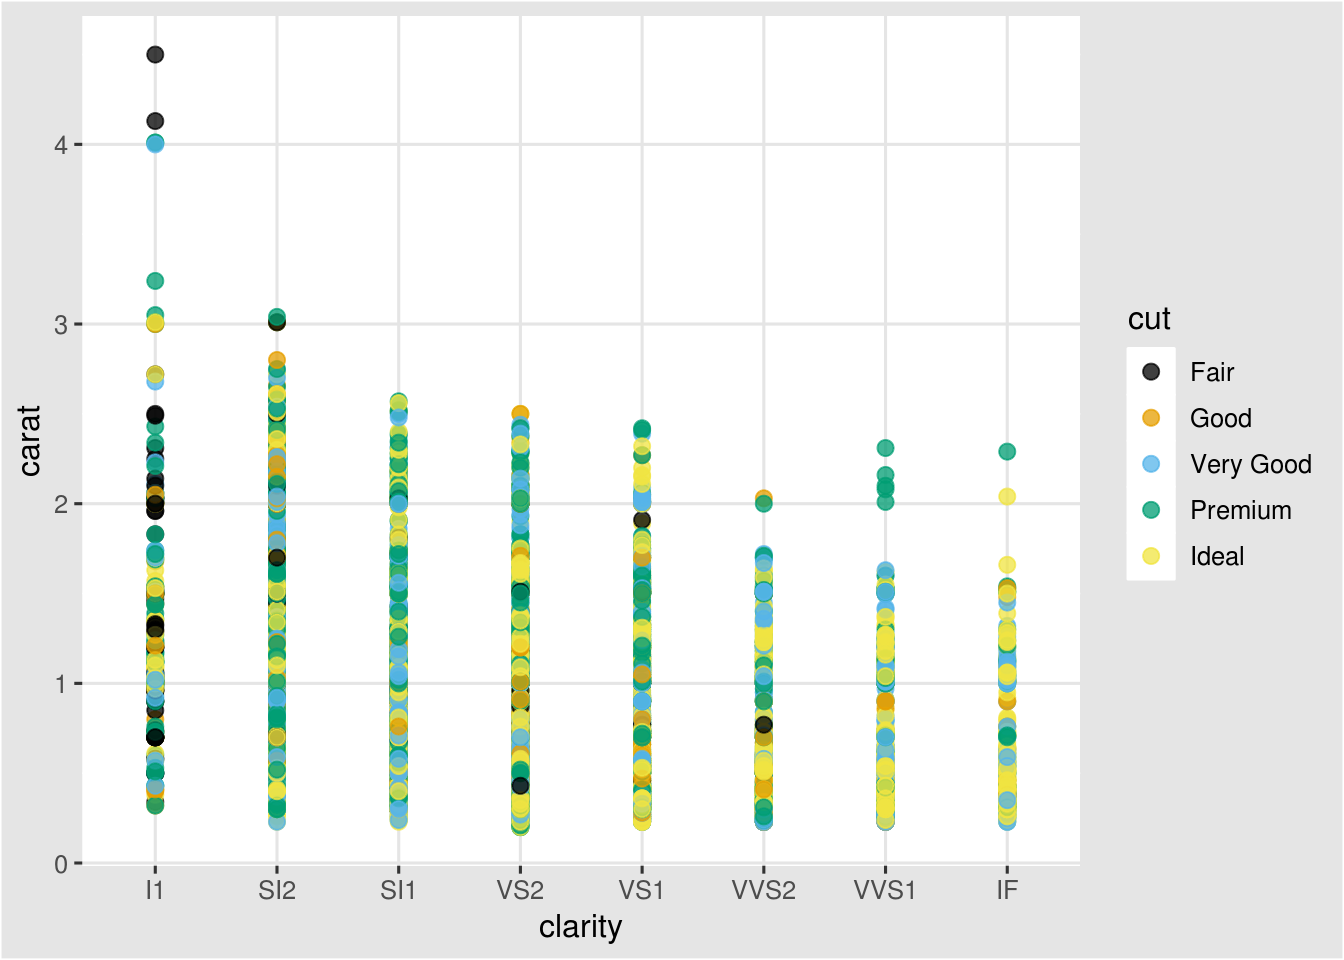 carat
4
3
2
1
0
I1 SI2 SI1 VS2 VS1 VVS2 VVS1 IF
clarity
cut
Fair
Good
Very Good
Premium
Ideal